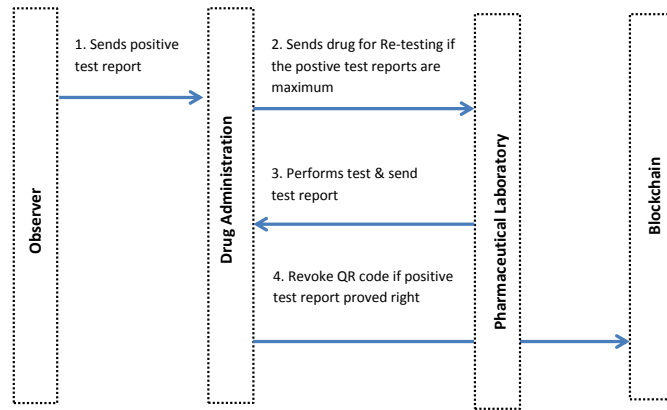 1. Sends positive
test report
2. Sends drug for Re-testing if
the postive test reports are
maximum
3. Performs test & send
test report
4. Revoke QR code if positive
test report proved right
Observer
Drug Administration
Pharmaceutical Laboratory
Blockchain